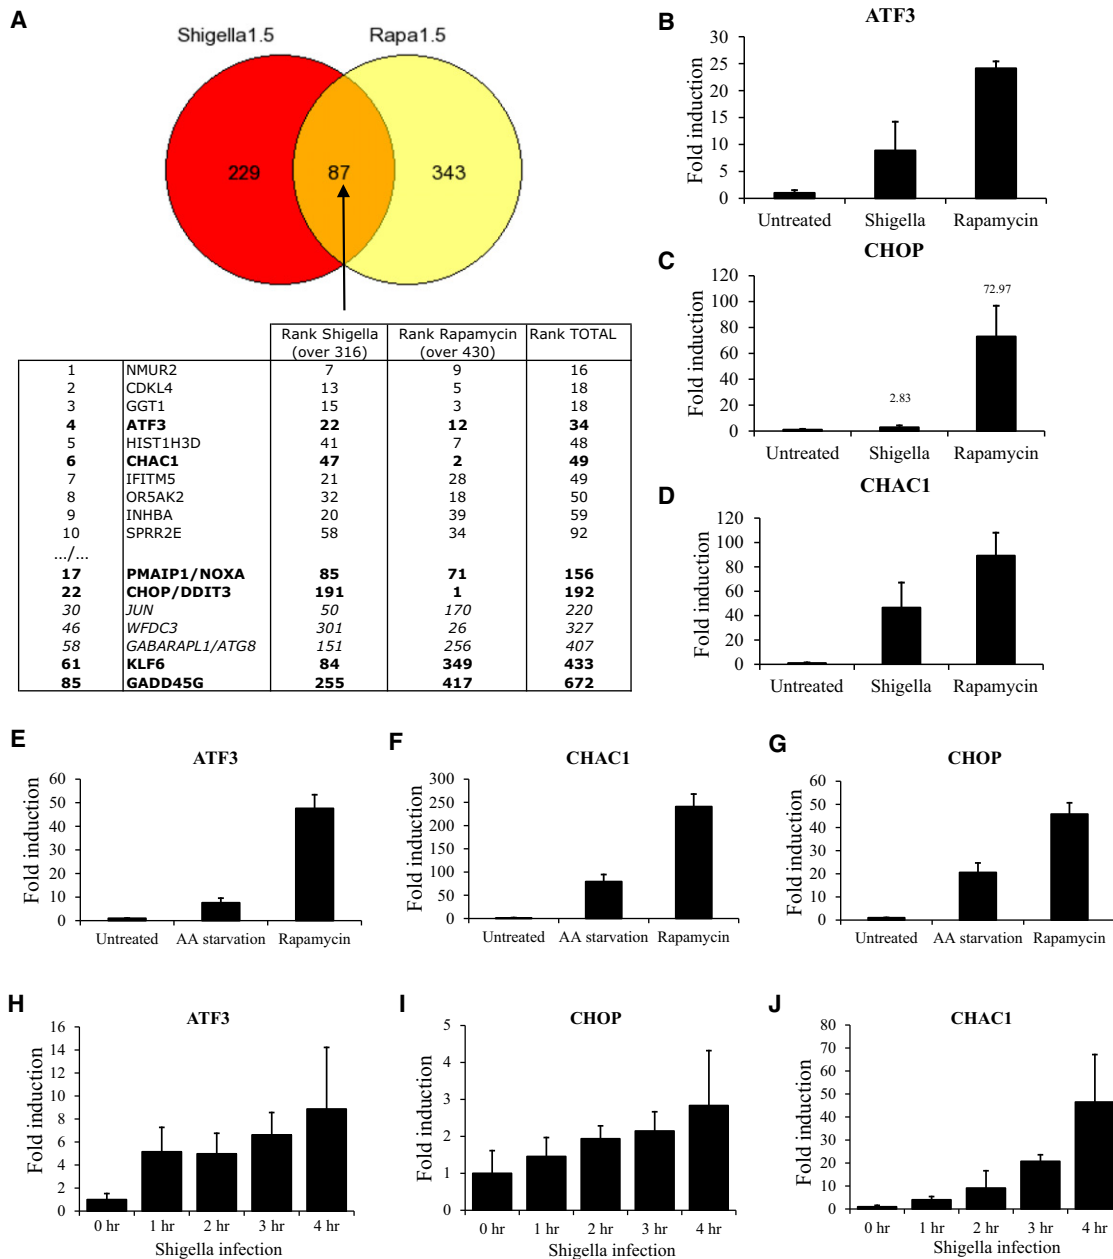 A
Shigella1.5 Rapa1.5
229 87 343
Rank Shigella (over 316) Rank Rapamycin (over 430) Rank TOTAL
1 NMUR2 7 9 16
2 CDKL4 13 5 18
3 GGT1 15 3 18
4 ATF3 22 12 34
5 HIST1H3D 41 7 48
6 CHAC1 47 2 49
7 IFITM5 21 28 49
8 OR5AK2 32 18 50
9 INHBA 20 39 59
10 SPRR2E 58 34 92
.../...
17 PMAIP1/NOXA 85 71 156
22 CHOP/DDIT3 191 1 192
30 JUN 50 170 220
46 WFDC3 301 26 327
58 GABARAPL1/ATG8 151 256 407
61 KLF6 84 349 433
85 GADD45G 255 417 672
B
ATF3
Fold induction
30
25
20
15
10
5
0
Untreated Shigella Rapamycin
C
CHOP
Fold induction
120
100
80
60
40
20
0
2.83
72.97
Untreated Shigella Rapamycin
D
CHAC1
Fold induction
120
100
80
60
40
20
0
Untreated Shigella Rapamycin
E
ATF3
Fold induction
60
50
40
30
20
10
0
Untreated AA starvation Rapamycin
F
CHAC1
Fold induction
300
250
200
150
100
50
0
Untreated AA starvation Rapamycin
G
CHOP
Fold induction
60
50
40
30
20
10
0
Untreated AA starvation Rapamycin
H
ATF3
Fold induction
16
14
12
10
8
6
4
2
0
0 hr 1 hr 2 hr 3 hr 4 hr
Shigella infection
I
CHOP
Fold induction
5
4
3
2
1
0
0 hr 1 hr 2 hr 3 hr 4 hr
Shigella infection
J
CHAC1
Fold induction
80
70
60
50
40
30
20
10
0
0 hr 1 hr 2 hr 3 hr 4 hr
Shigella infection